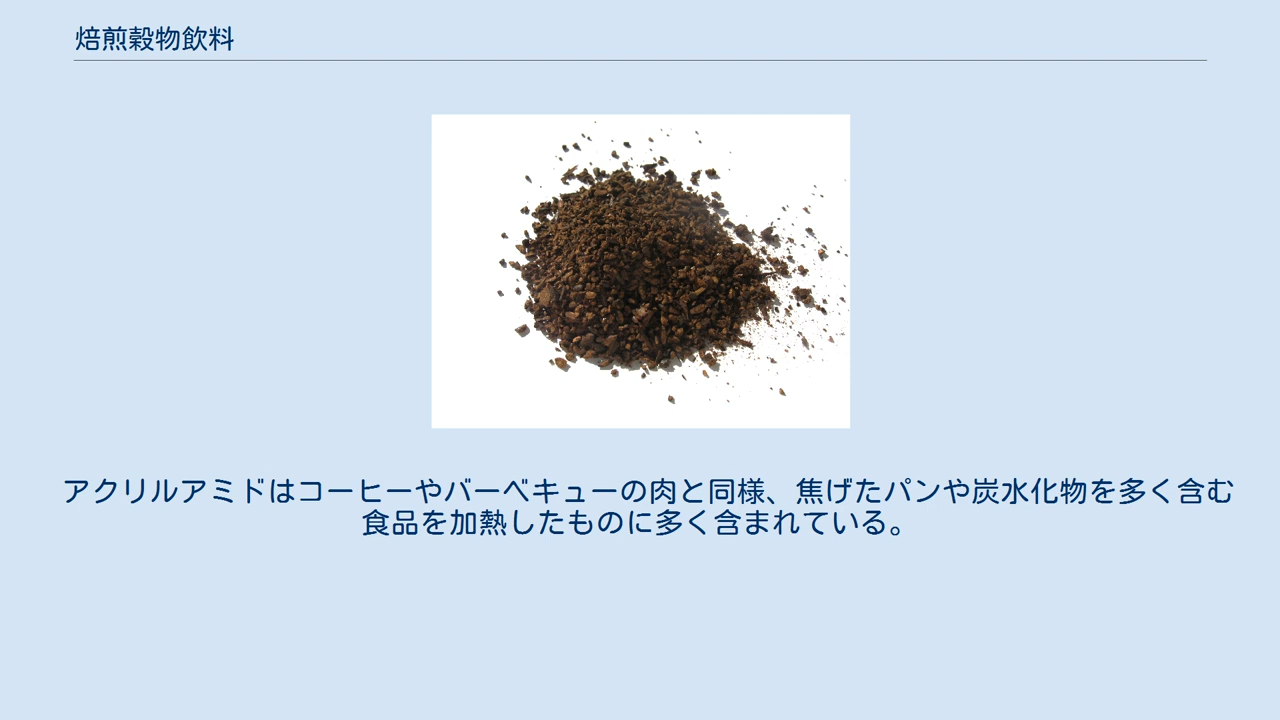 焙煎穀物飲料
アクリルアミドはコーヒーやバーベキューの肉と同様、焦げたパンや炭水化物を多く含む
食品を加熱したものに多く含まれている。